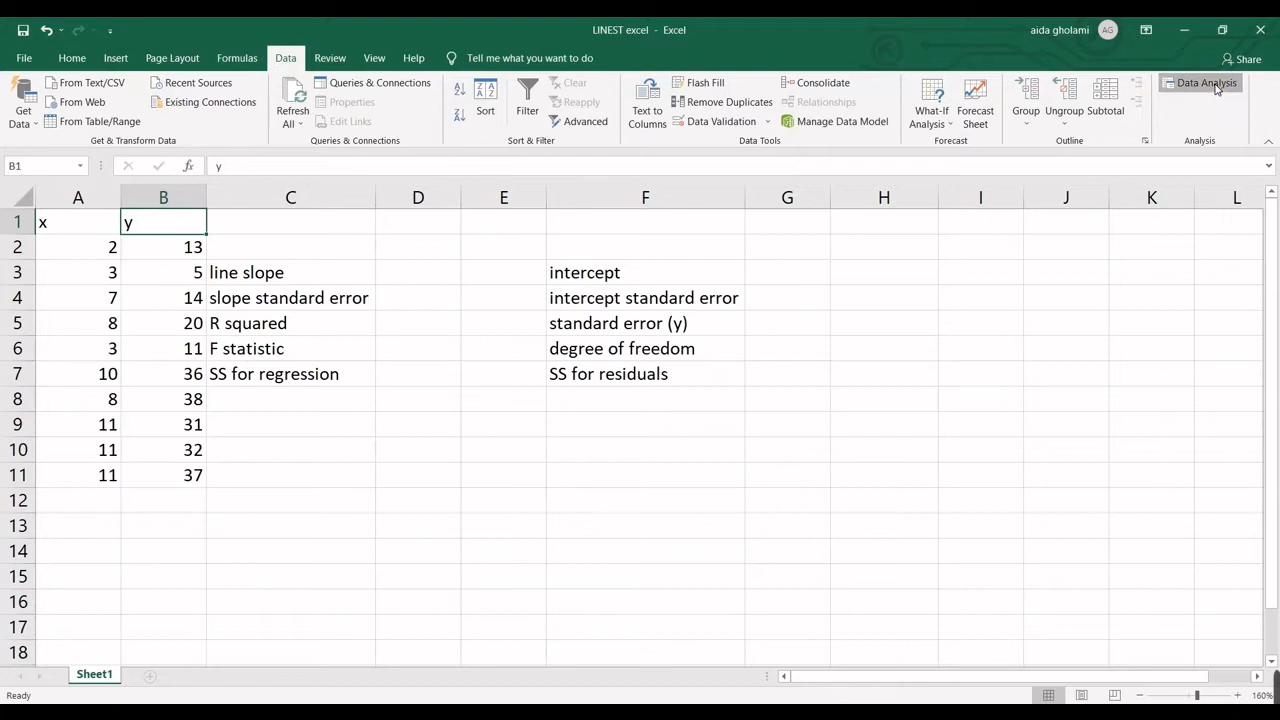 LINEST excel - Excel
aida gholami AG
File Home Insert Page Layout Formulas Data Review View Help Tell me what you want to do Share
Get Data
From Text/CSV
From Web
From Table/Range
Recent Sources
Existing Connections
Get & Transform Data
Refresh All
Queries & Connections
Properties
Edit Links
Queries & Connections
Sort
Filter
Clear
Reapply
Advanced
Sort & Filter
Text to Columns
Flash Fill
Remove Duplicates
Data Validation
Consolidate
Relationships
Manage Data Model
Data Tools
What-If Analysis
Forecast Sheet
Forecast
Group
Ungroup
Subtotal
Outline
Data Analysis
Analysis
B1 fx y
A B C D E F G H I J K L
1 x y
2 2 13
3 3 5 line slope intercept
4 7 14 slope standard error intercept standard error
5 8 20 R squared standard error (y)
6 3 11 F statistic degree of freedom
7 10 36 SS for regression SS for residuals
8 8 38
9 11 31
10 11 32
11 11 37
12
13
14
15
16
17
18
Sheet1
Ready 160%